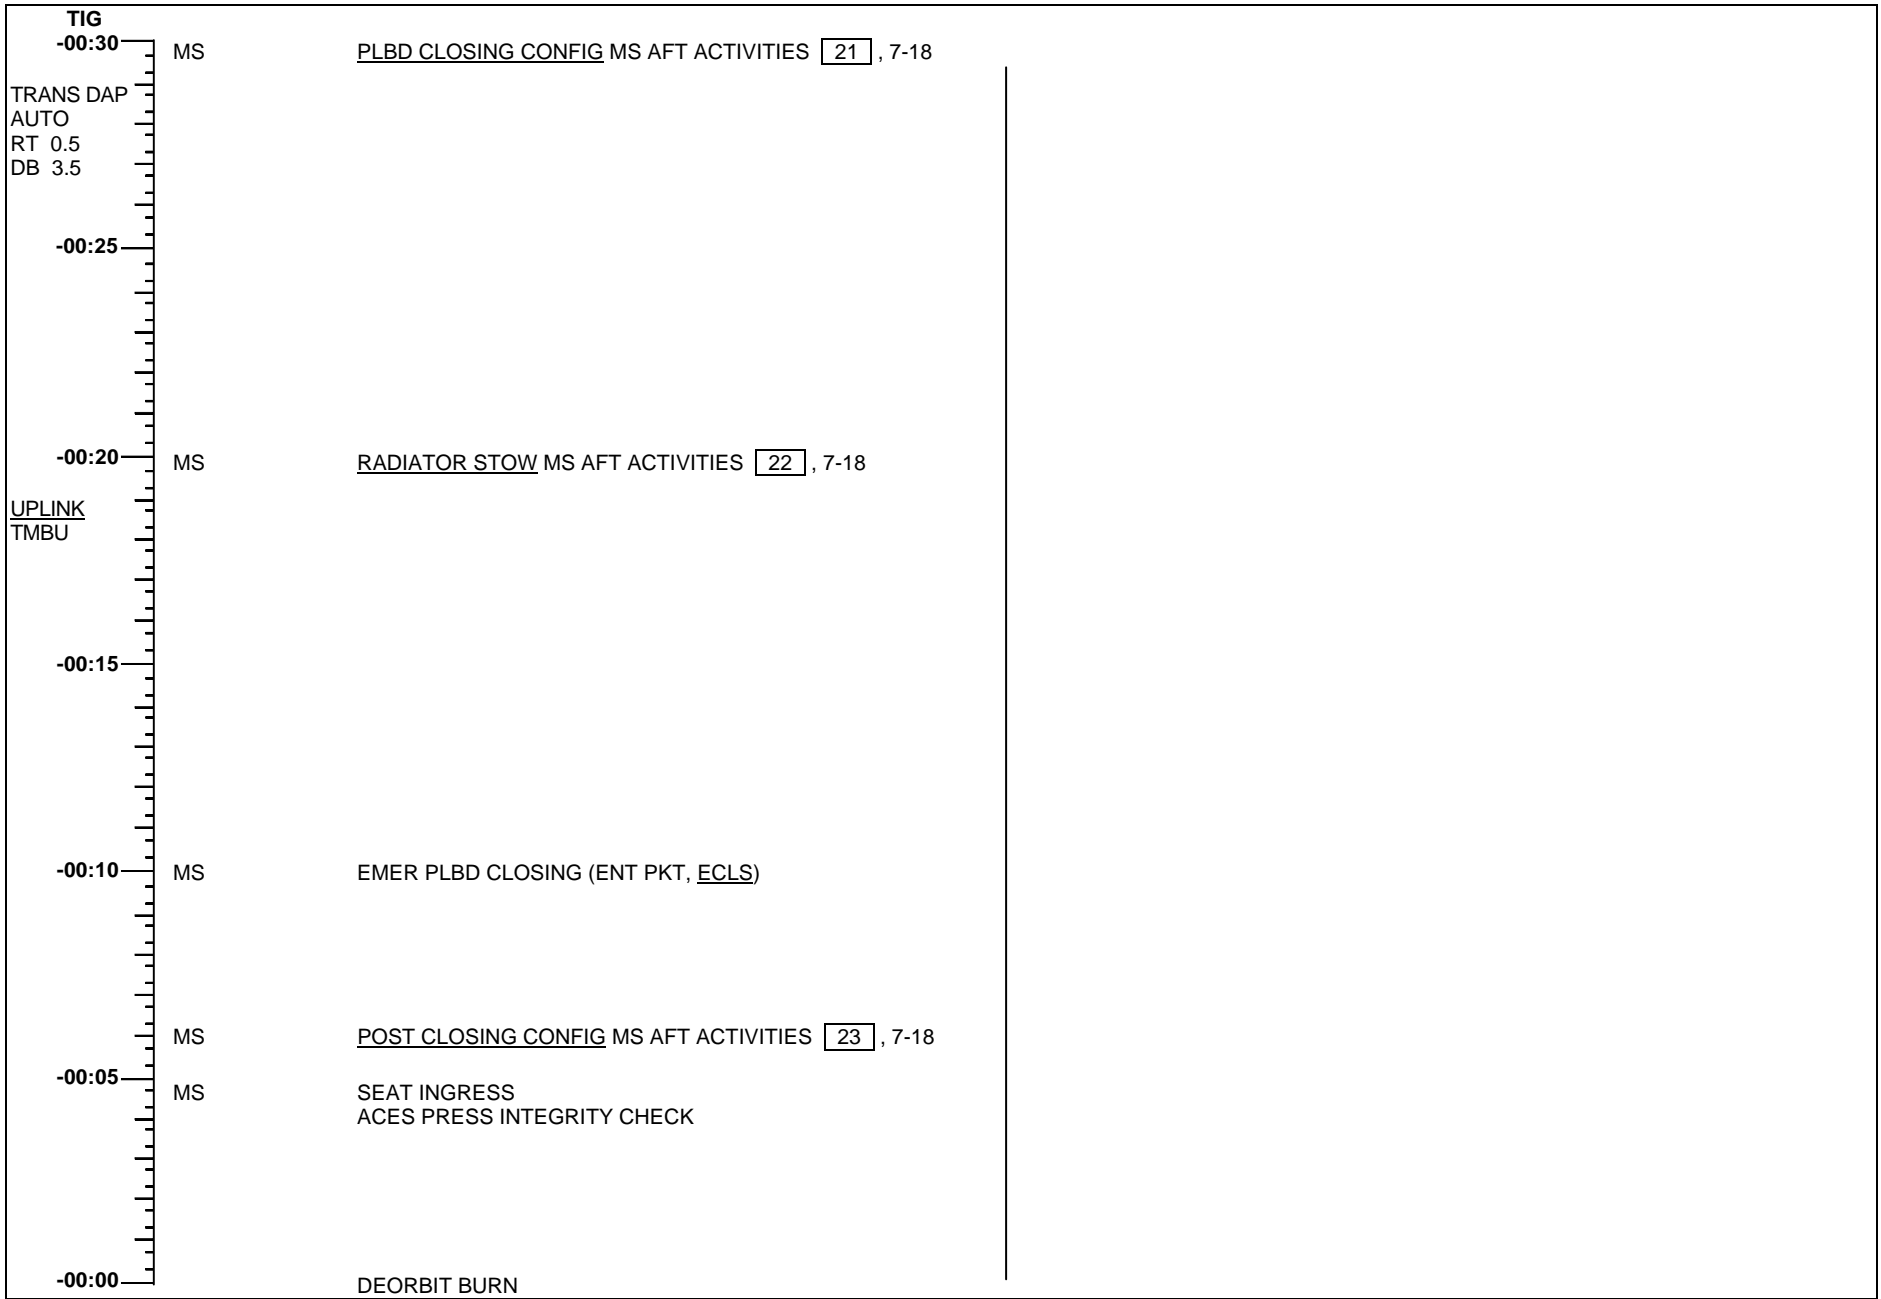 TIG
-00:30
MS PLBD CLOSING CONFIG MS AFT ACTIVITIES 21 , 7-18
TRANS DAP
AUTO
RT 0.5
DB 3.5
-00:25
-00:20
MS RADIATOR STOW MS AFT ACTIVITIES 22 , 7-18
UPLINK
TMBU
-00:15
-00:10
MS EMER PLBD CLOSING (ENT PKT, ECLS)
MS POST CLOSING CONFIG MS AFT ACTIVITIES 23 , 7-18
-00:05
MS SEAT INGRESS
ACES PRESS INTEGRITY CHECK
-00:00
DEORBIT BURN